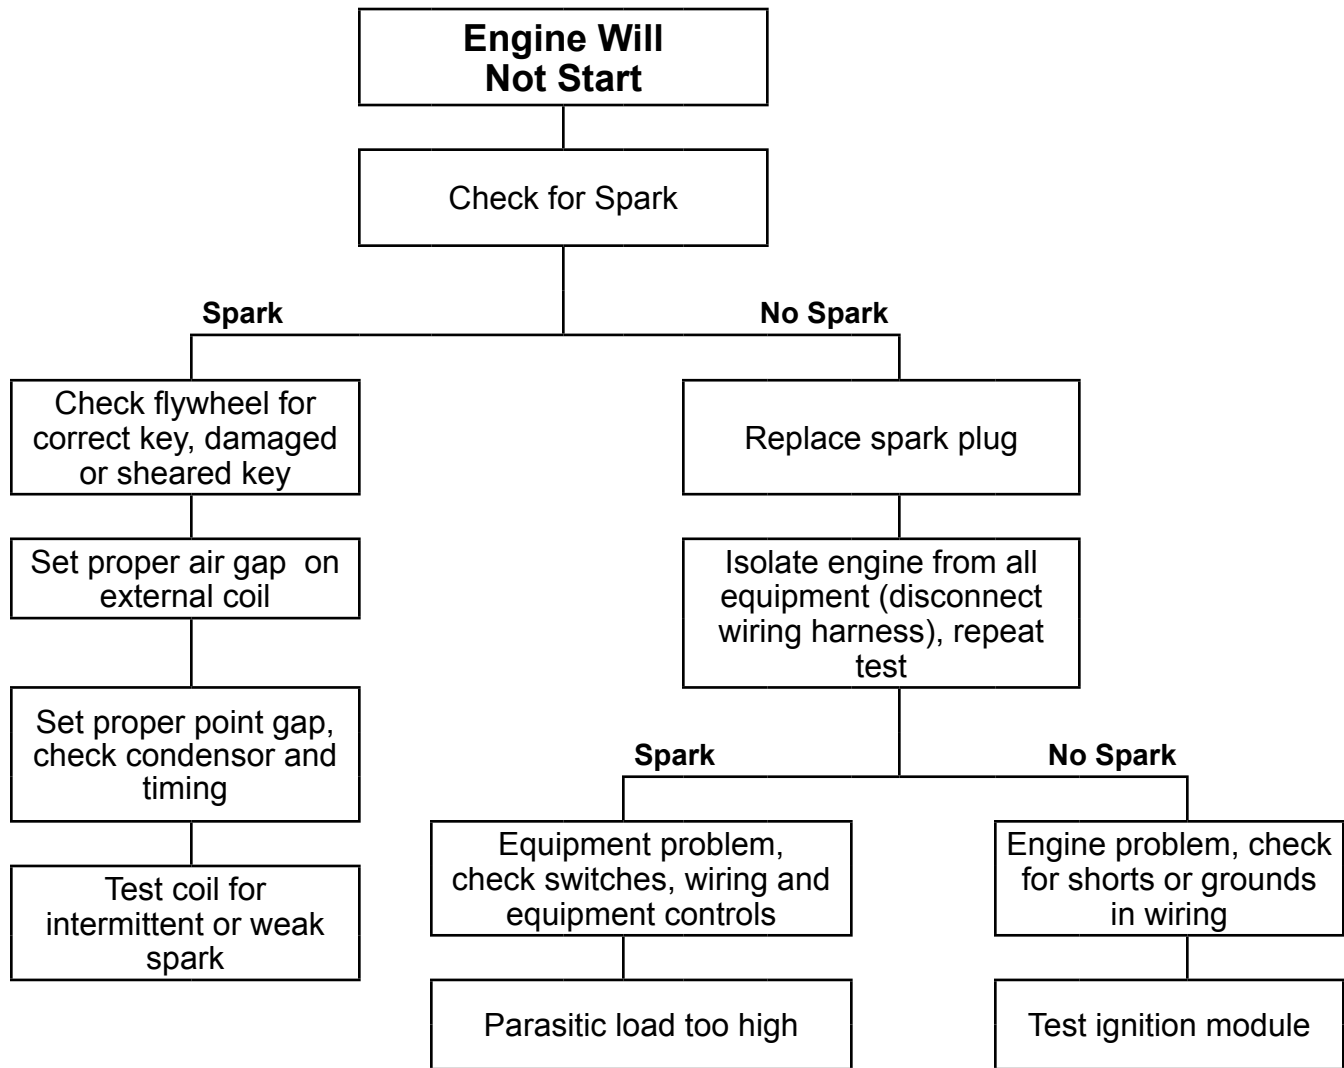 Engine Will
Not Start
Check for Spark
Spark
No Spark
Check flywheel for
correct key, damaged
or sheared key
Replace spark plug
Set proper air gap  on
external coil
Isolate engine from all
equipment (disconnect
wiring harness), repeat
test
Set proper point gap,
check condensor and
timing
Spark
No Spark
Test coil for
intermittent or weak
spark
Equipment problem,
check switches, wiring and
equipment controls
Engine problem, check
for shorts or grounds
in wiring
Parasitic load too high
Test ignition module